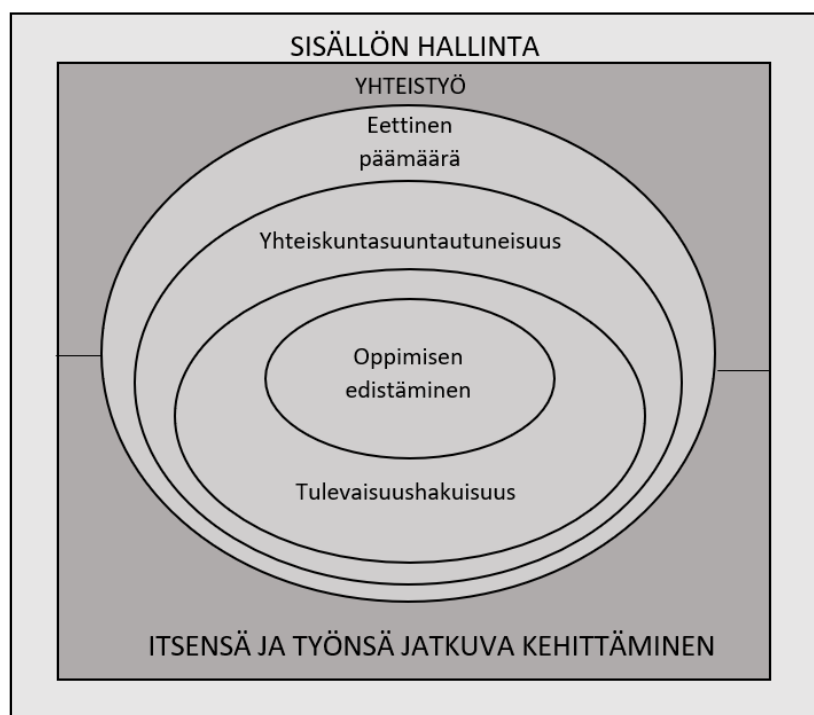 SISÄLLÖN HALLINTA
YHTEISTYÖ
Eettinen
päämäärä
Yhteiskuntasuuntautuneisuus
Oppimisen
edistäminen
Tulevaisuushakuisuus
ITSENSÄ JA TYÖNSÄ JATKUVA KEHITTÄMINEN